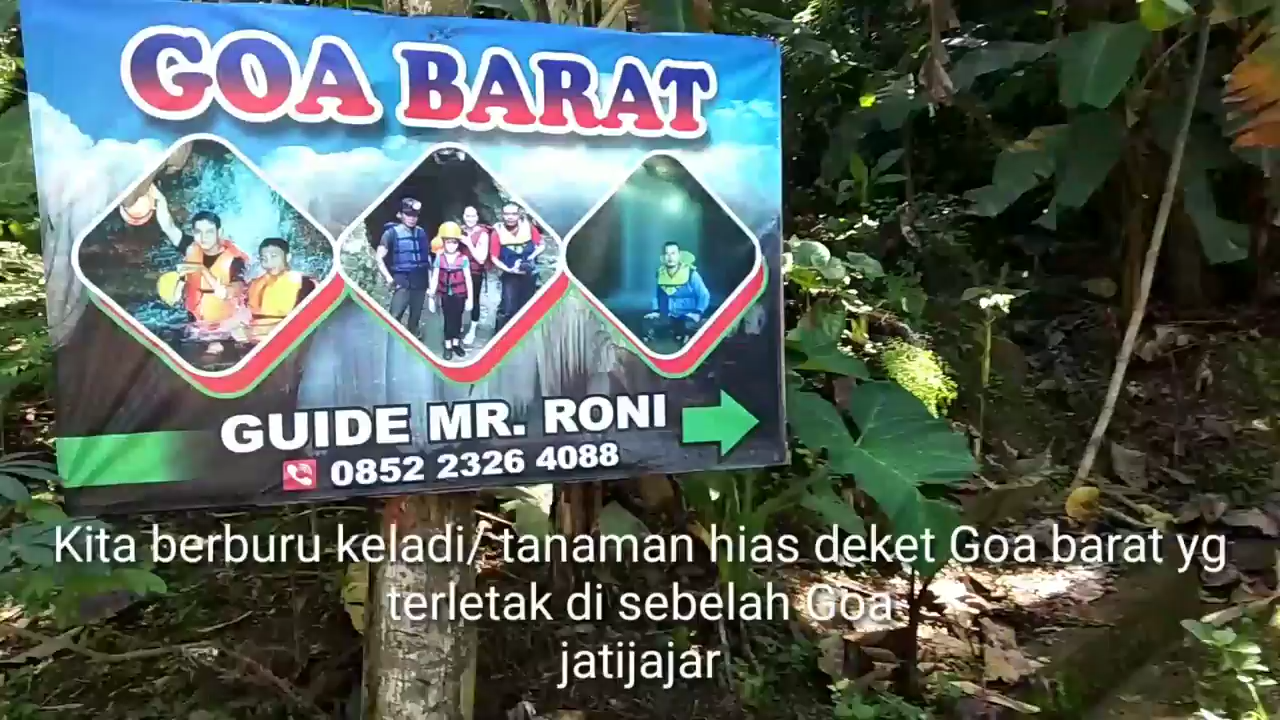 GOA BARAT
GUIDE MR. RONI
0852 2326 4088
Kita berburu keladi/ tanaman hias deket Goa barat yg
terletak di sebelah Goa
jatijajar